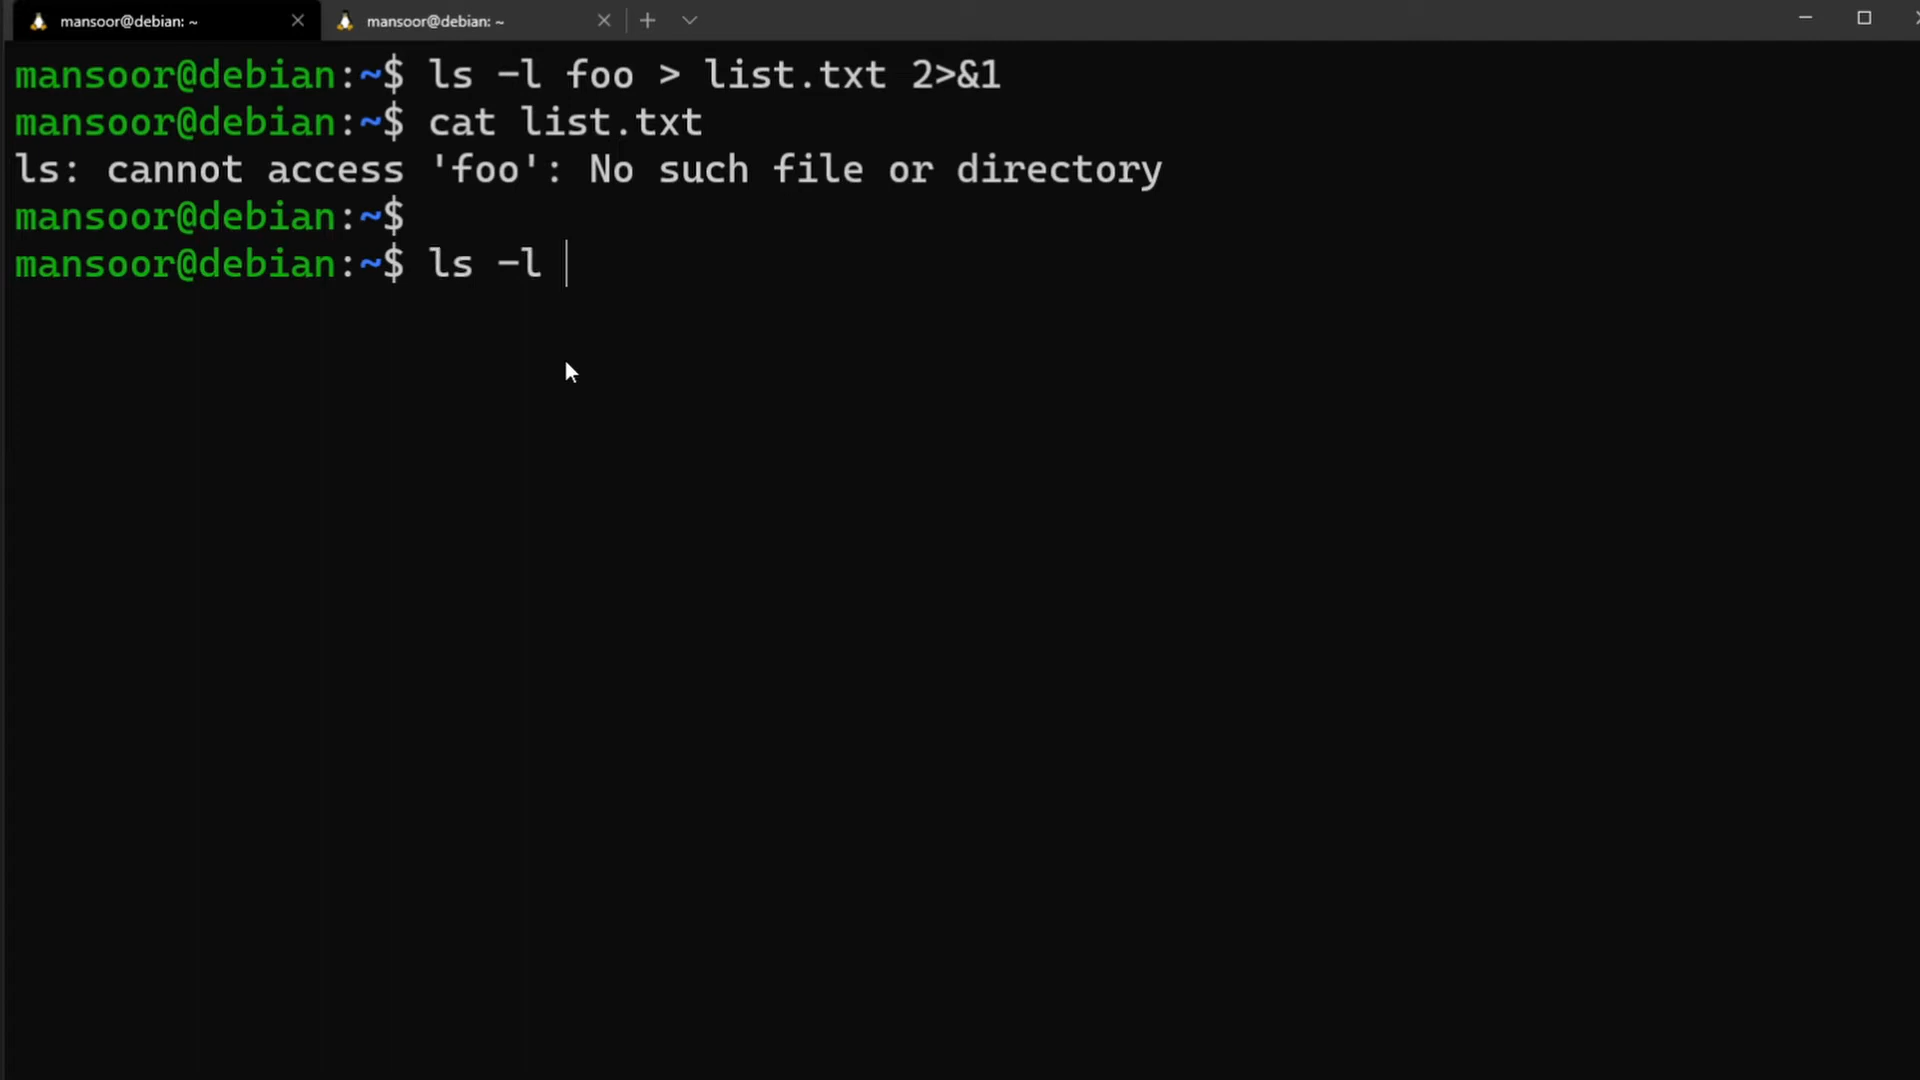 mansoor@debian: ~ mansoor@debian: ~
mansoor@debian:~$ ls -l foo > list.txt 2>&1
mansoor@debian:~$ cat list.txt
ls: cannot access 'foo': No such file or directory
mansoor@debian:~$
mansoor@debian:~$ ls -l